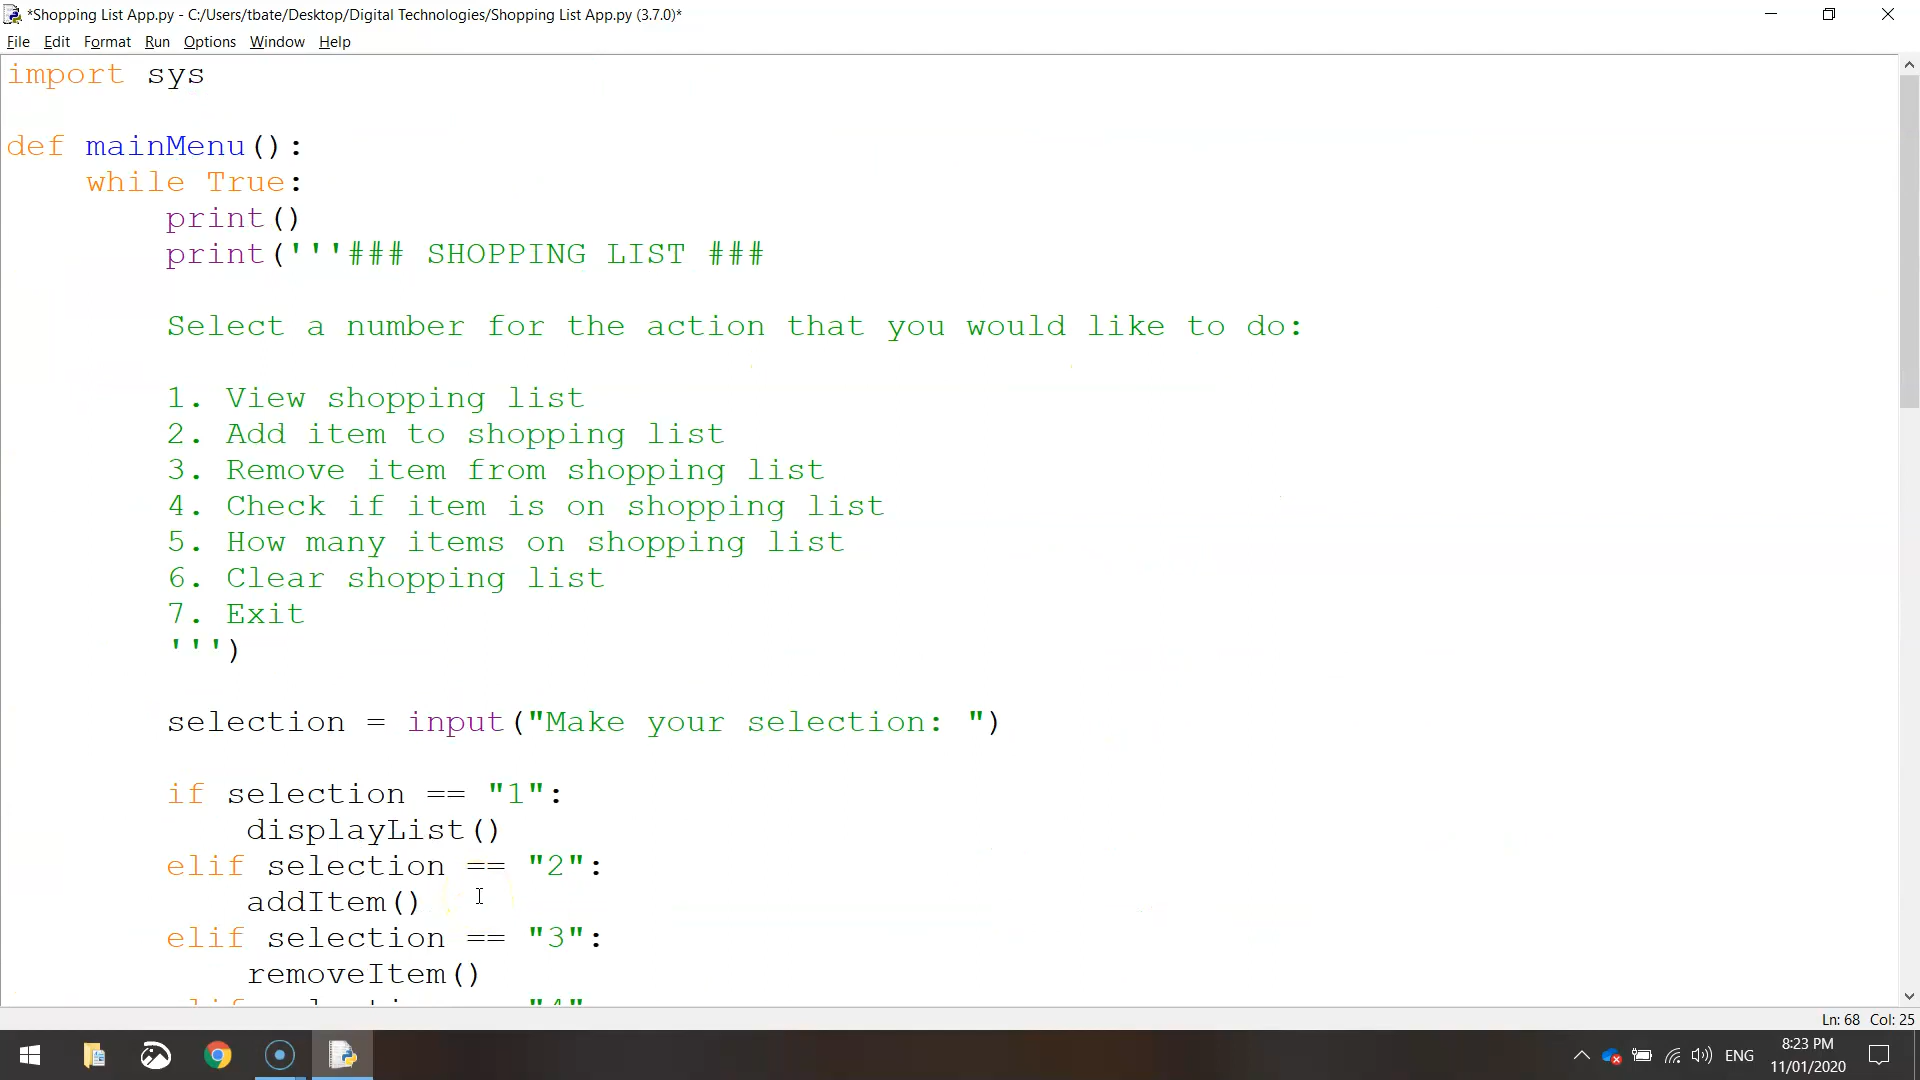 *Shopping List App.py - C:/Users/tbate/Desktop/Digital Technologies/Shopping List App.py (3.7.0)*
File Edit Format Run Options Window Help
import sys
def mainMenu():
    while True:
        print()
        print('''### SHOPPING LIST ###
        Select a number for the action that you would like to do:
        1. View shopping list
        2. Add item to shopping list
        3. Remove item from shopping list
        4. Check if item is on shopping list
        5. How many items on shopping list
        6. Clear shopping list
        7. Exit
        ''')
        selection = input("Make your selection: ")
        if selection == "1":
            displayList()
        elif selection == "2":
            addItem()
        elif selection == "3":
            removeItem()
Ln: 68 Col: 25
ENG
8:23 PM
11/01/2020